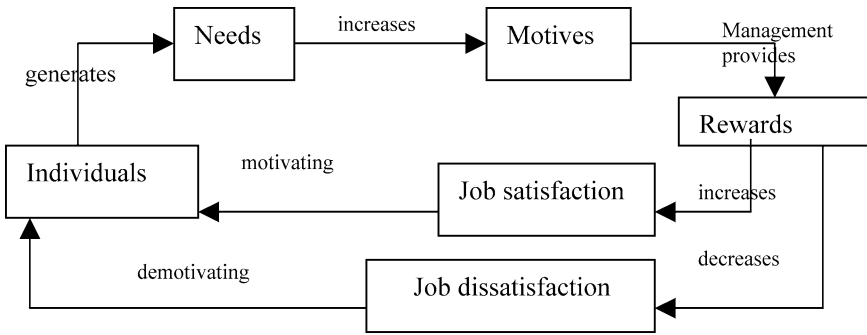 increases
Needs
Motives
Management
provides
generates
Rewards
Individuals
motivating
Job satisfaction
increases
demotivating
decreases
Job dissatisfaction